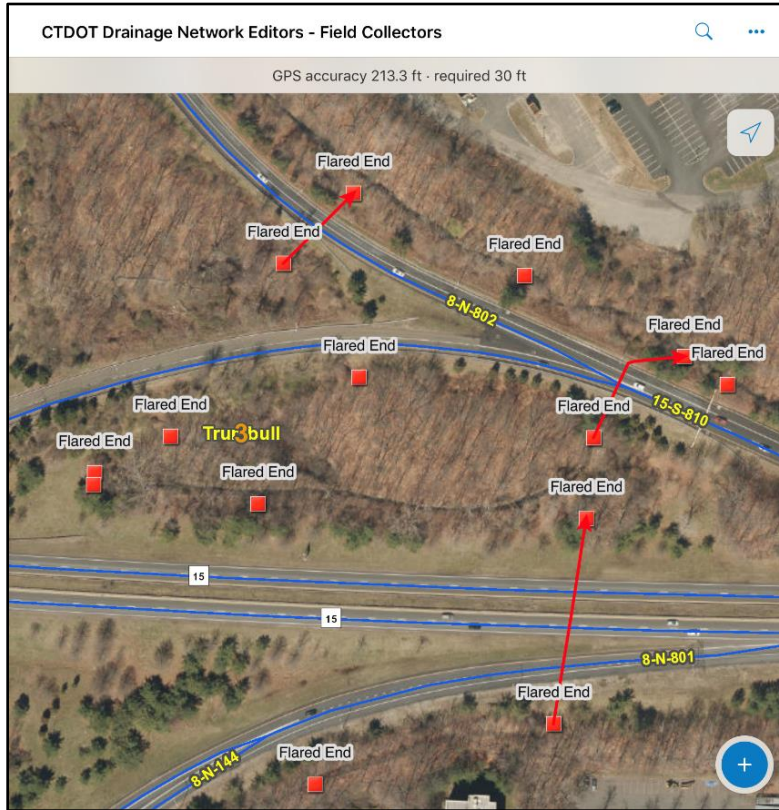 CTDOT Drainage Network Editors - Field Collectors
GPS accuracy 213.3 ft · required 30 ft
Flared End
Flared End
Flared End
8-N-802
Flared End
Flared End
Flared End
15-S-810
Flared End
Flared End
Trumbull
3
Flared End
Flared End
Flared End
15
15
8-N-801
Flared End
8-N-144
Flared End